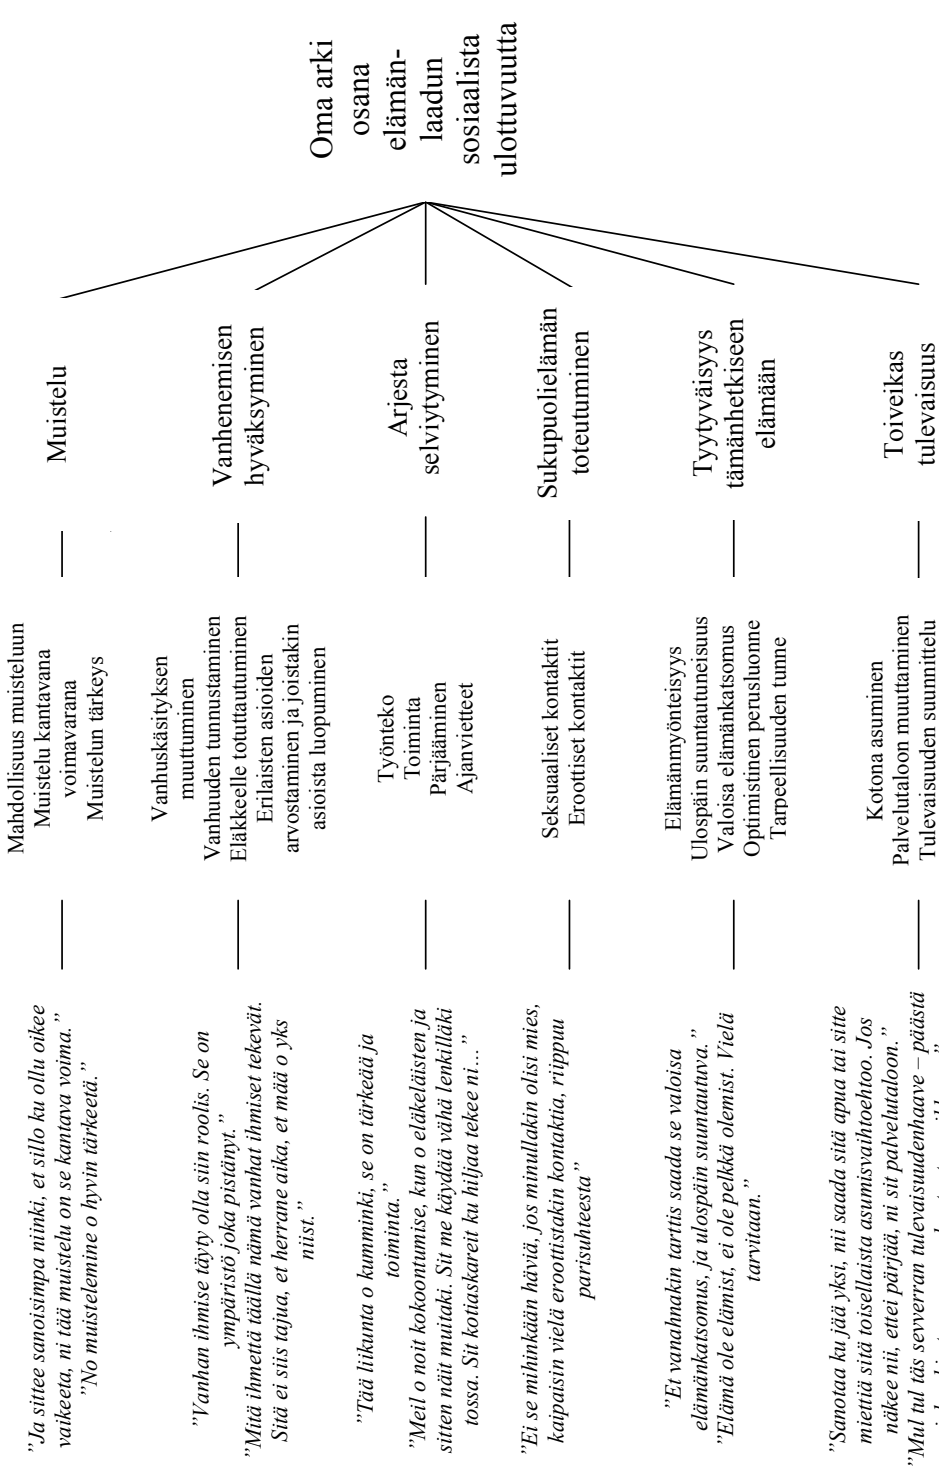 ”Ja sittee sanoisimpa niinki, et sillo ku ollu oikee
vaikeeta, ni tää muistelu on se kantava voima.”
”No muistelemine o hyvin tärkeetä.”
Mahdollisuus muisteluun
Muistelu kantavana
voimavarana
Muistelun tärkeys
Muistelu
”Vanhan ihmise täyty olla siin roolis. Se on
ympäristö joka pistänyt.”
”Mitä ihmettä täällä nämä vanhat ihmiset tekevät.
Sitä ei siis tajua, et herrane aika, et mää o yks
niist.”
Vanhuskäsityksen
muuttuminen
Vanhuuden tunnustaminen
Eläkkeelle totuttautuminen
Erilaisten asioiden
arvostaminen ja joistakin
asioista luopuminen
Vanhenemisen
hyväksyminen
”Tää liikunta o kumminki, se on tärkeää ja
toiminta.”
”Meil o noit kokoontumise, kun o eläkeläisten ja
sitten näit muitaki. Sit me käydää vähä lenkilläki
tossa. Sit kotiaskareit ku hiljaa tekee ni...”
Työnteko
Toiminta
Pärjääminen
Ajanvietteet
Arjesta
selviytyminen
”Ei se mihinkään häviä, jos minullakin olisi mies,
kaipaisin vielä eroottistakin kontaktia, riippuu
parisuhteesta”
Seksuaaliset kontaktit
Eroottiset kontaktit
Sukupuolielämän
toteutuminen
”Et vanahnakin tartis saada se valoisa
elämänkatsomus, ja ulospäin suuntautuva.”
”Elämä ole elämist, ei ole pelkkä olemist. Vielä
tarvitaan.”
Elämänmyönteisyys
Ulospäin suuntautuneisuus
Valoisa elämänkatsomus
Optimistinen perusluonne
Tarpeellisuuden tunne
Tyytyväisyys
tämänhetkiseen
elämään
”Sanotaa ku jää yksi, nii saada sitä apua tai sitte
miettiä sitä toisellaista asumisvaihtoehtoo. Jos
näkee nii, ettei pärjää, ni sit palvelutaloon.”
”Mul tul täs sevverran tulevaisuudenhaave – päästä
Kotona asuminen
Palvelutaloon muuttaminen
Tulevaisuuden suunnittelu
Toiveikas
tulevaisuus
Oma arki
osana
elämän-
laadun
sosiaalista
ulottuvuutta